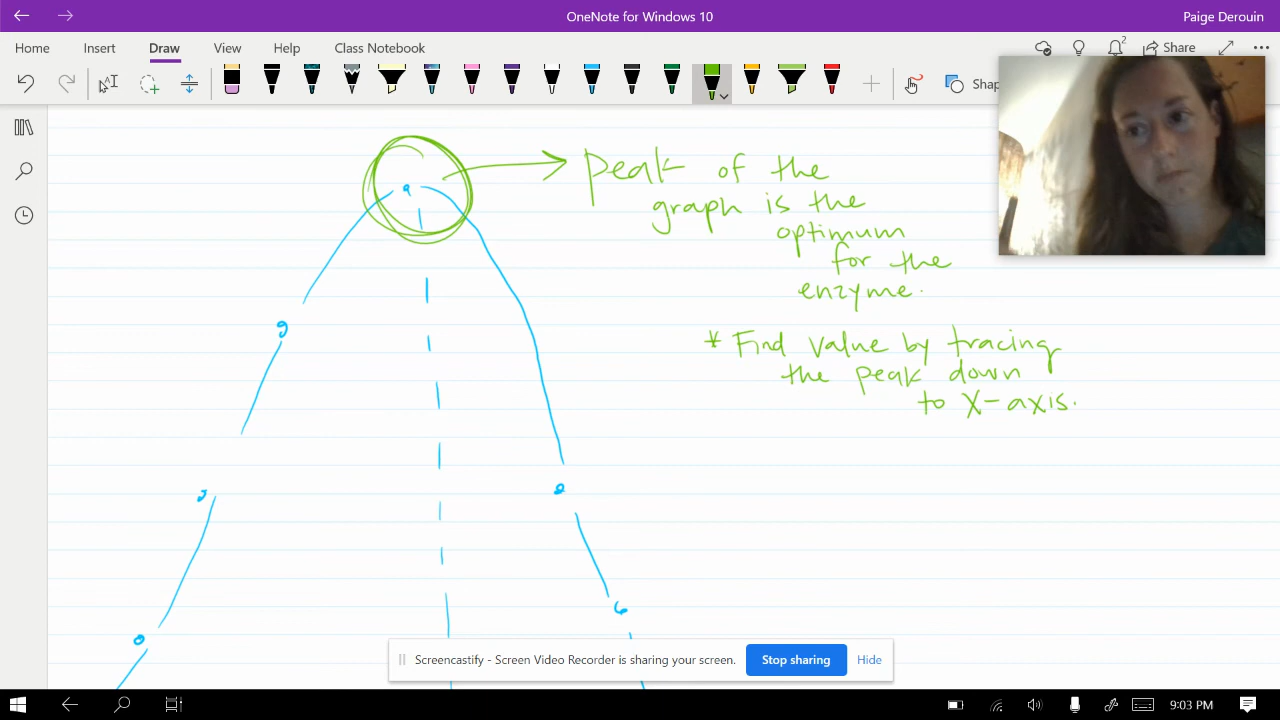 OneNote for Windows 10
Paige Derouin
Home
Insert
Draw
View
Help
Class Notebook
2
Share
Shap
peak of the
graph is the
optimum
for the
enzyme.
* Find value by tracing
the peak down
to X-axis.
Screencastify - Screen Video Recorder is sharing your screen.
Stop sharing
Hide
9:03 PM